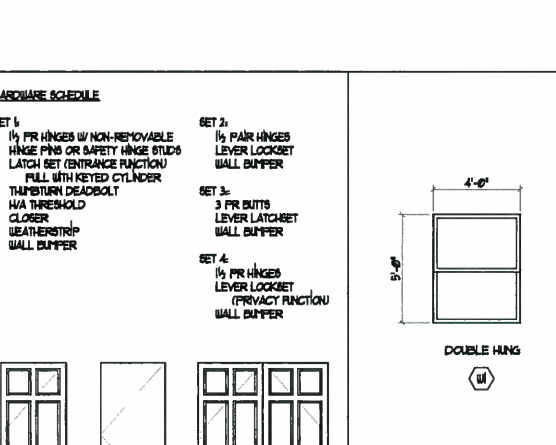 HARDWARE SCHEDULE
SET 1:
1½ PR HINGES W/ NON-REMOVABLE
HINGE PINS OR SAFETY HINGE STUDS
LATCH SET (ENTRANCE FUNCTION)
PULL WITH KEYED CYLINDER
THUMBTURN DEADBOLT
H/A THRESHOLD
CLOSER
WEATHERSTRIP
WALL BUMPER
SET 2:
1½ PAIR HINGES
LEVER LOCKSET
WALL BUMPER
SET 3:
3 PR BUTTS
LEVER LATCHSET
WALL BUMPER
SET 4:
1½ PR HINGES
LEVER LOCKSET
(PRIVACY FUNCTION)
WALL BUMPER
4'-0"
5'-0"
DOUBLE HUNG
W1